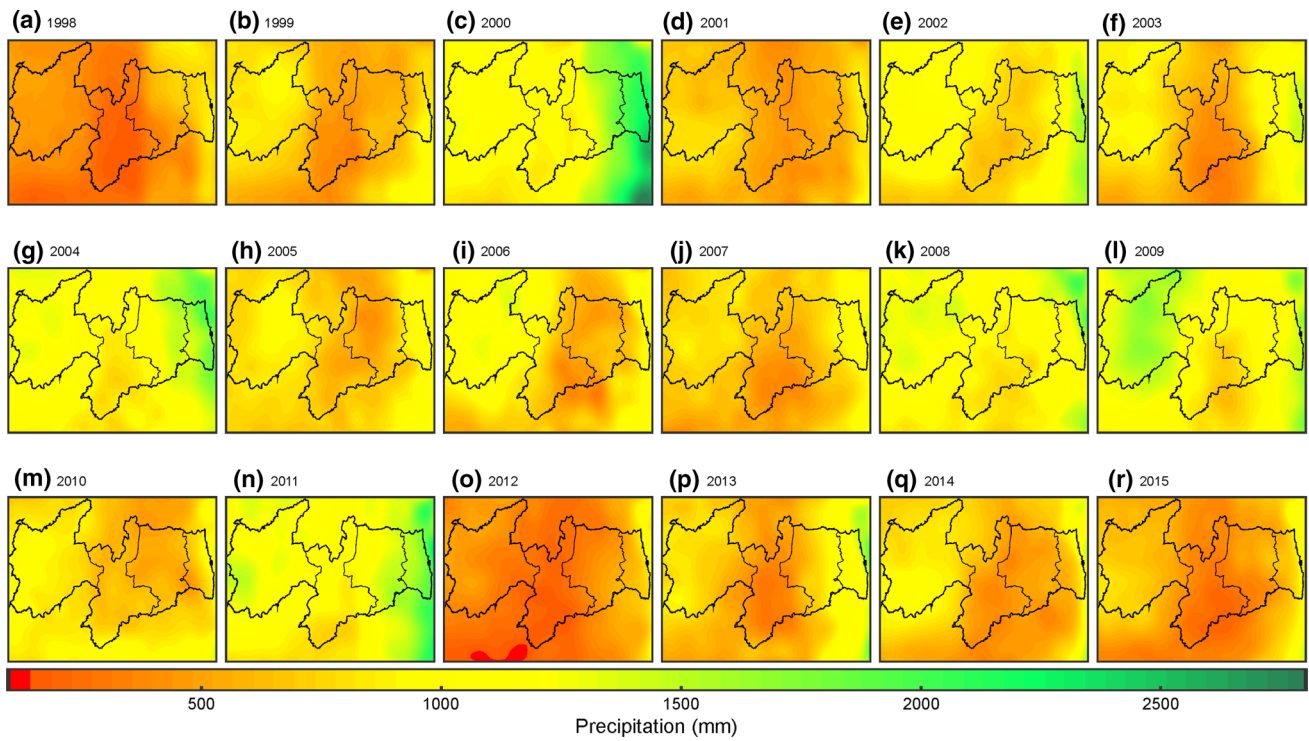 (a) 1998 (b) 1999 (c) 2000 (d) 2001 (e) 2002 (f) 2003
(g) 2004 (h) 2005 (i) 2006 (j) 2007 (k) 2008 (l) 2009
(m) 2010 (n) 2011 (o) 2012 (p) 2013 (q) 2014 (r) 2015
500 1000 1500 2000 2500
Precipitation (mm)